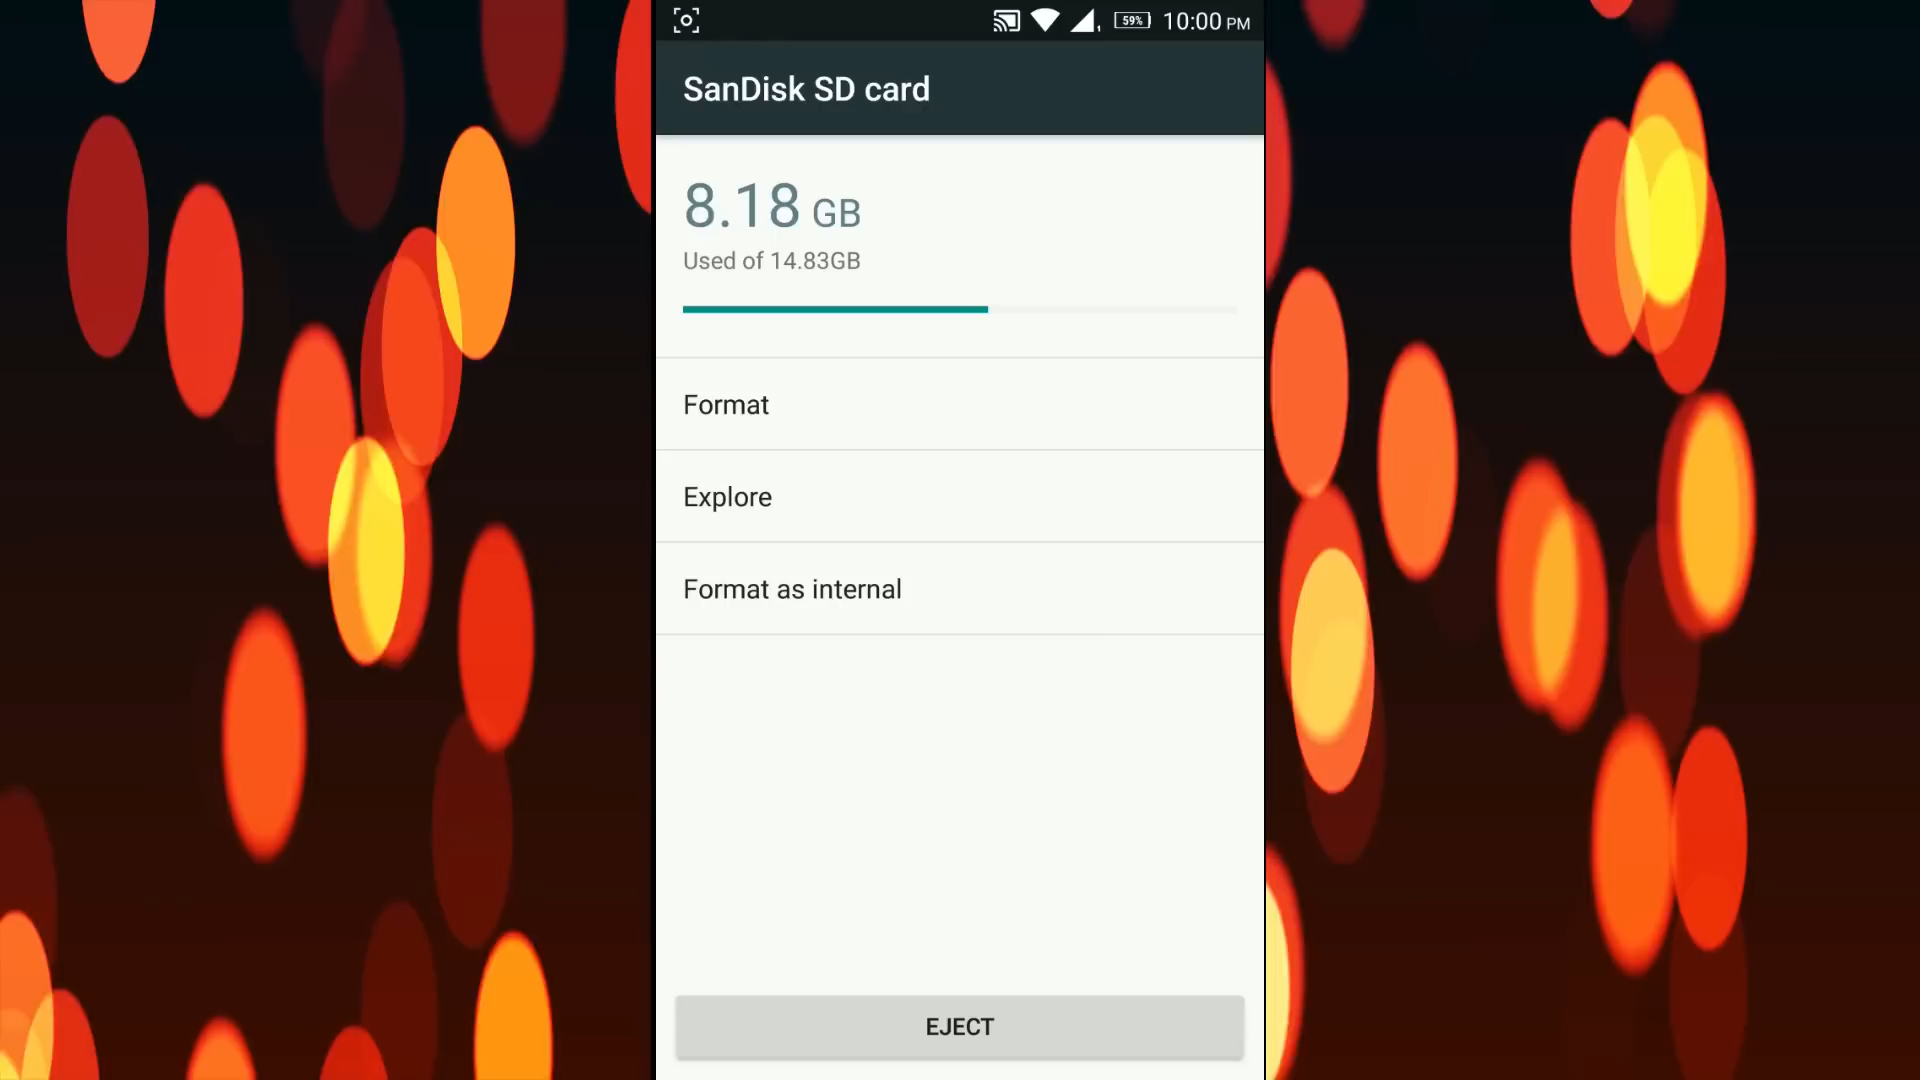 59% 10:00 PM
SanDisk SD card
8.18 GB
Used of 14.83GB
Format
Explore
Format as internal
EJECT